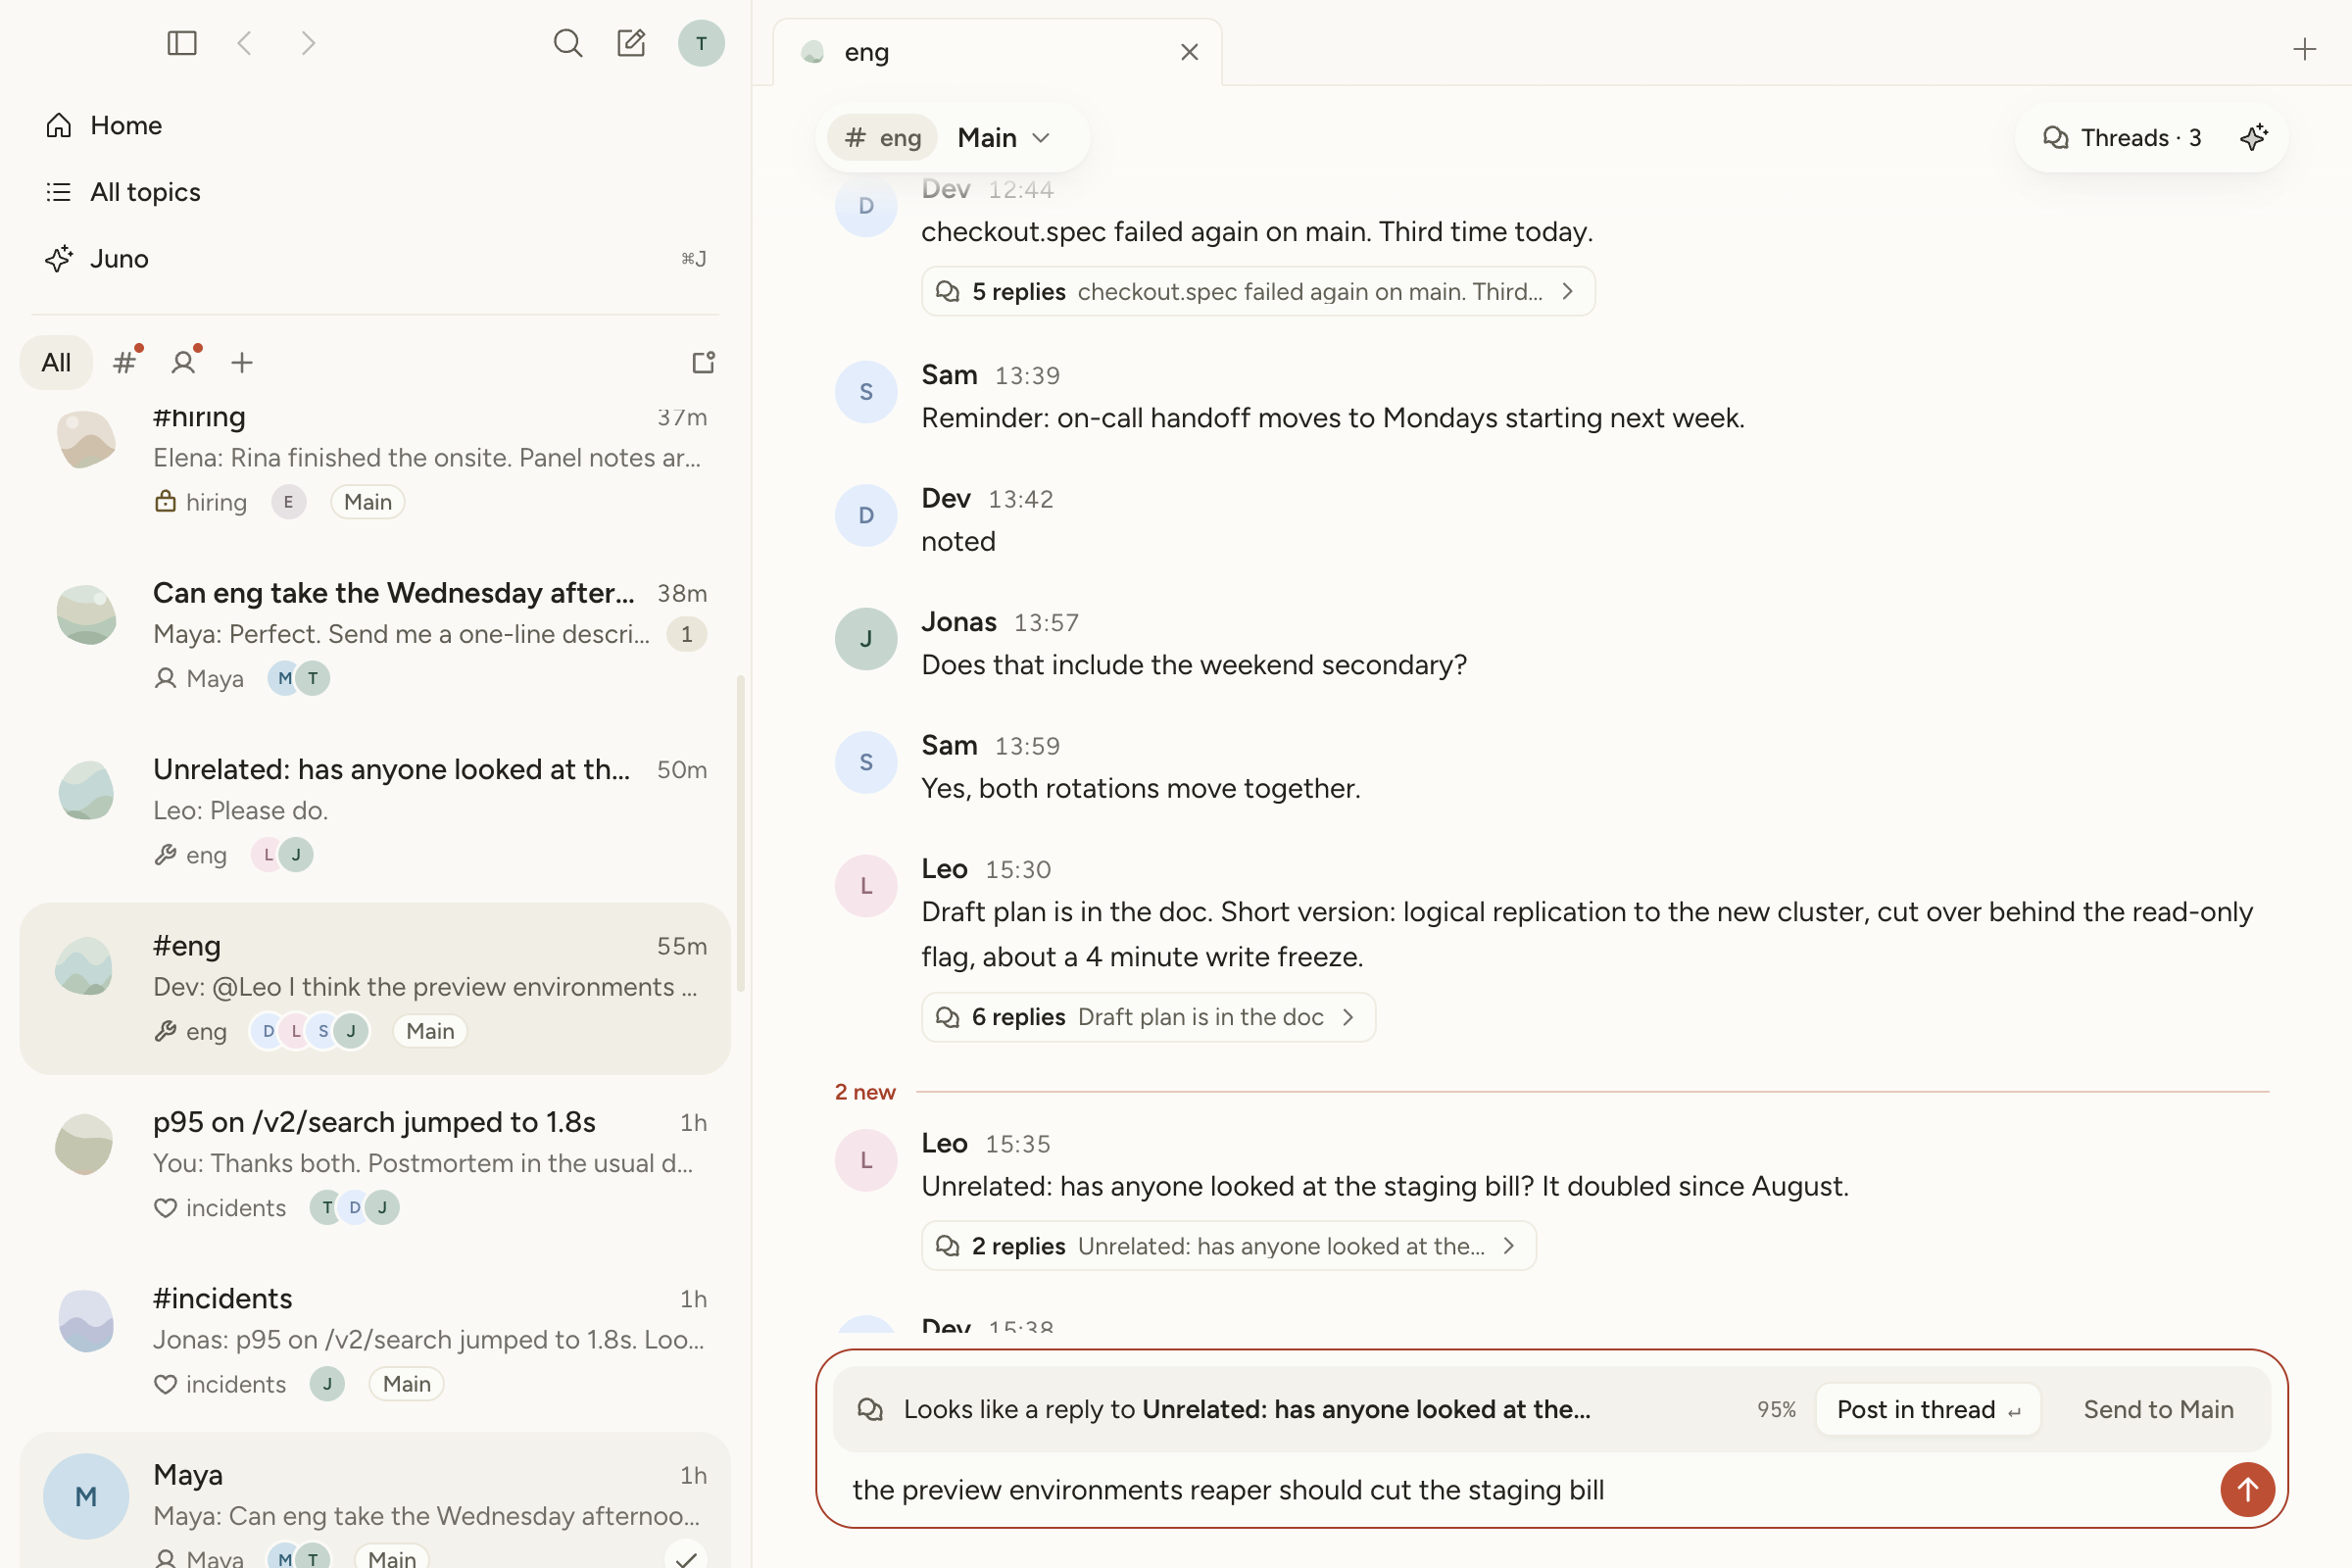 T
Home
All topics
Juno ⌘J
All
#hiring 37m
Elena: Rina finished the onsite. Panel notes ar...
hiring E Main
Can eng take the Wednesday after... 38m
Maya: Perfect. Send me a one-line descri... 1
Maya M T
Unrelated: has anyone looked at th... 50m
Leo: Please do.
eng L J
#eng 55m
Dev: @Leo I think the preview environments ...
eng D L S J Main
p95 on /v2/search jumped to 1.8s 1h
You: Thanks both. Postmortem in the usual d...
incidents T D J
#incidents 1h
Jonas: p95 on /v2/search jumped to 1.8s. Loo...
incidents J Main
M
Maya 1h
Maya: Can eng take the Wednesday afternoo...
Maya M T Main
eng
# eng Main
Threads · 3
D
Dev 12:44
checkout.spec failed again on main. Third time today.
5 replies checkout.spec failed again on main. Third...
S
Sam 13:39
Reminder: on-call handoff moves to Mondays starting next week.
D
Dev 13:42
noted
J
Jonas 13:57
Does that include the weekend secondary?
S
Sam 13:59
Yes, both rotations move together.
L
Leo 15:30
Draft plan is in the doc. Short version: logical replication to the new cluster, cut over behind the read-only
flag, about a 4 minute write freeze.
6 replies Draft plan is in the doc
2 new
L
Leo 15:35
Unrelated: has anyone looked at the staging bill? It doubled since August.
2 replies Unrelated: has anyone looked at the...
Dev 15:38
Looks like a reply to Unrelated: has anyone looked at the... 95% Post in thread ↵ Send to Main
the preview environments reaper should cut the staging bill